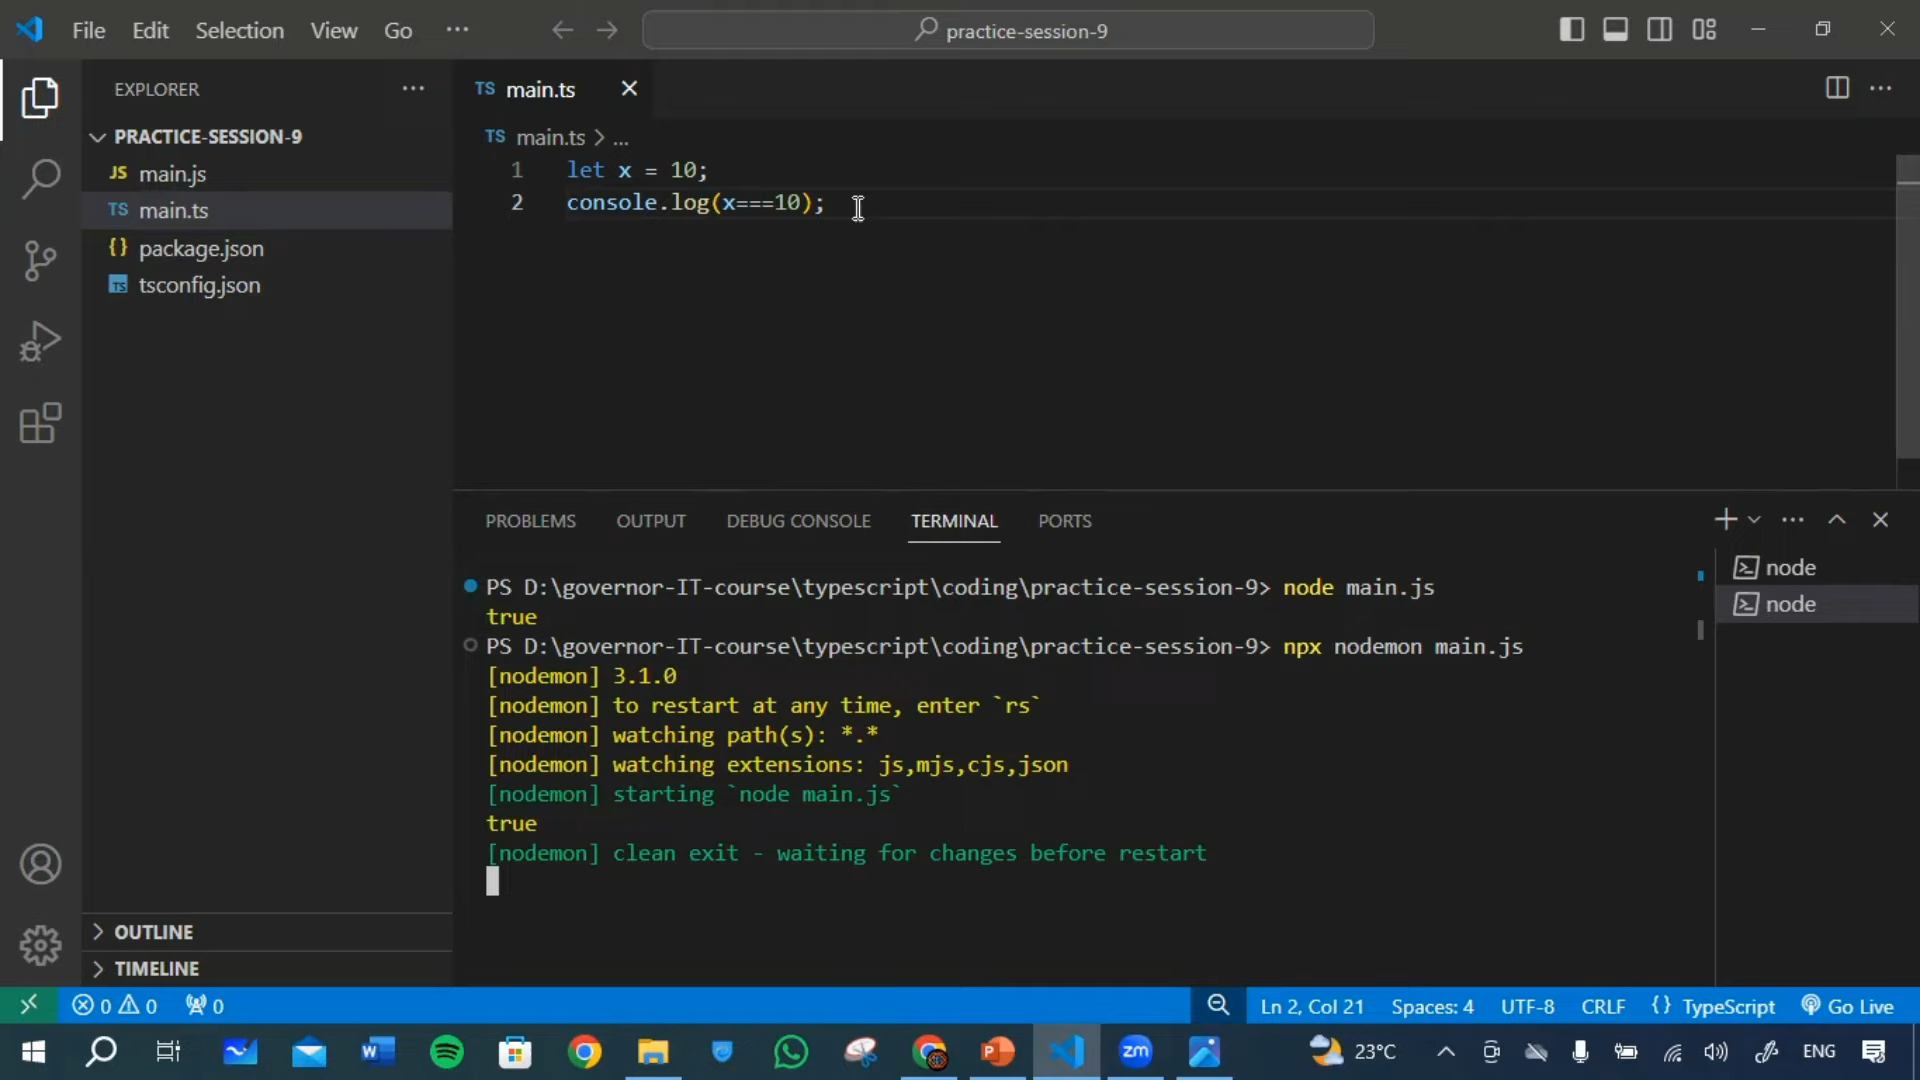 File Edit Selection View Go ··· practice-session-9
EXPLORER ···
TS main.ts
PRACTICE-SESSION-9
TS main.ts > ...
JS main.js
TS main.ts
{} package.json
TS tsconfig.json
1 let x = 10;
2 console.log(x===10);
PROBLEMS OUTPUT DEBUG CONSOLE TERMINAL PORTS
node
node
PS D:\governor-IT-course\typescript\coding\practice-session-9> node main.js
true
PS D:\governor-IT-course\typescript\coding\practice-session-9> npx nodemon main.js
[nodemon] 3.1.0
[nodemon] to restart at any time, enter `rs`
[nodemon] watching path(s): *.*
[nodemon] watching extensions: js,mjs,cjs,json
[nodemon] starting `node main.js`
true
[nodemon] clean exit - waiting for changes before restart
OUTLINE
TIMELINE
0 0 0 Ln 2, Col 21 Spaces: 4 UTF-8 CRLF {} TypeScript Go Live
W P zm 23°C ENG